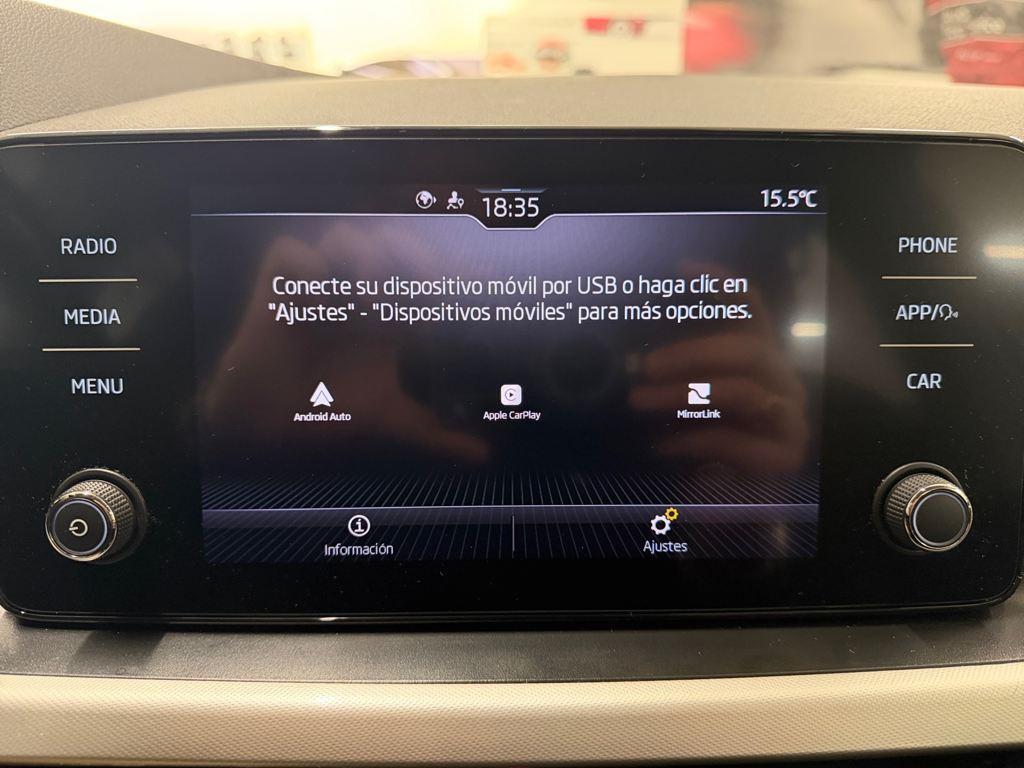 18:35
15.5°C
RADIO
MEDIA
MENU
Conecte su dispositivo móvil por USB o haga clic en
"Ajustes" - "Dispositivos móviles" para más opciones.
Android Auto
Apple CarPlay
MirrorLink
Información
Ajustes
PHONE
APP/
CAR